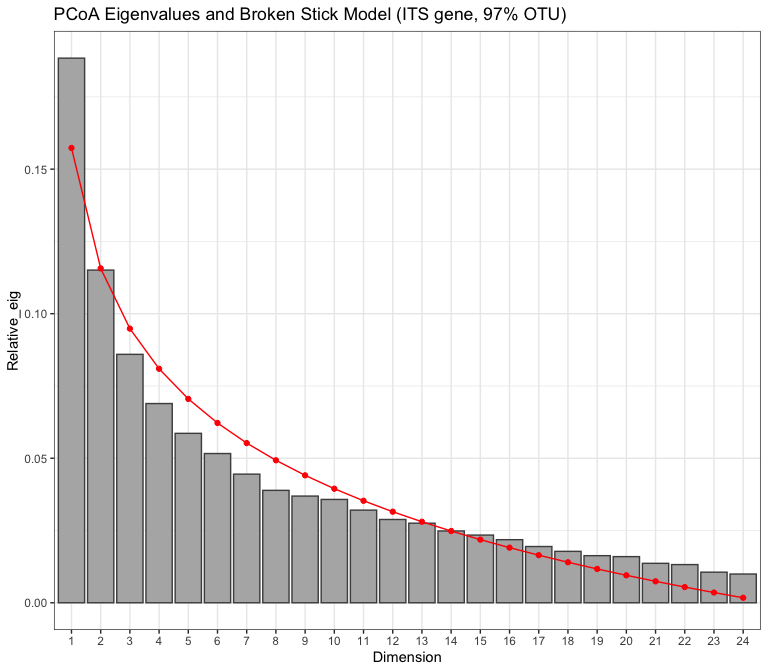 PCoA Eigenvalues and Broken Stick Model (ITS gene, 97% OTU)
Relative_eig
0.15
0.10
0.05
0.00
1 2 3 4 5 6 7 8 9 10 11 12 13 14 15 16 17 18 19 20 21 22 23 24
Dimension